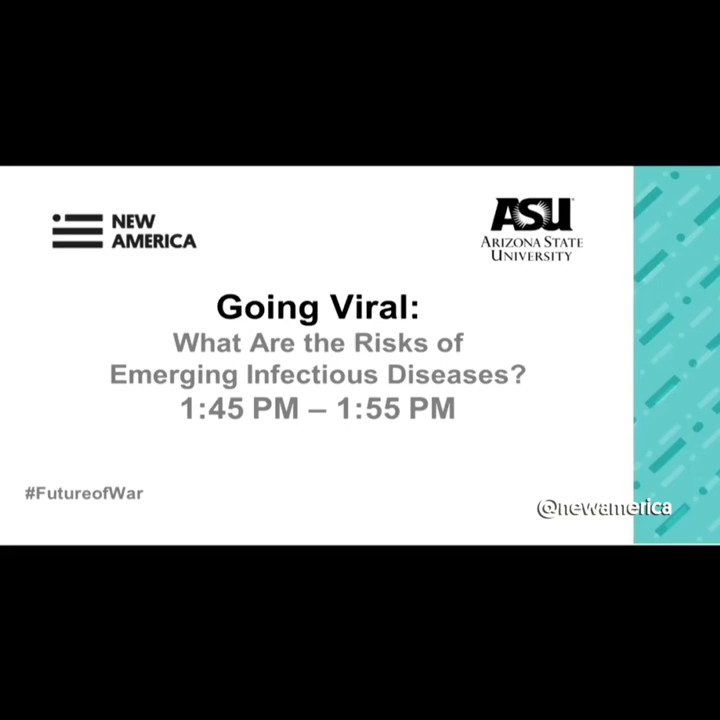 NEW
AMERICA
ASU
ARIZONA STATE
UNIVERSITY
Going Viral:
What Are the Risks of
Emerging Infectious Diseases?
1:45 PM – 1:55 PM
#FutureofWar
@newamerica